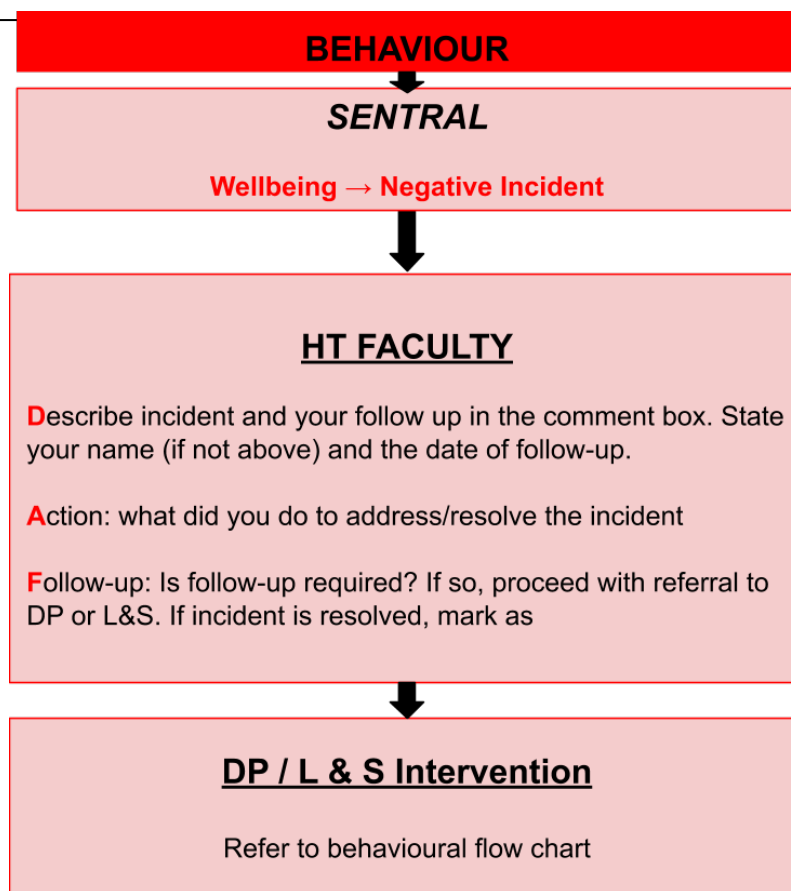 BEHAVIOUR
SENTRAL
Wellbeing → Negative Incident
HT FACULTY
Describe incident and your follow up in the comment box. State
your name (if not above) and the date of follow-up.
Action: what did you do to address/resolve the incident
Follow-up: Is follow-up required? If so, proceed with referral to
DP or L&S. If incident is resolved, mark as
DP / L & S Intervention
Refer to behavioural flow chart